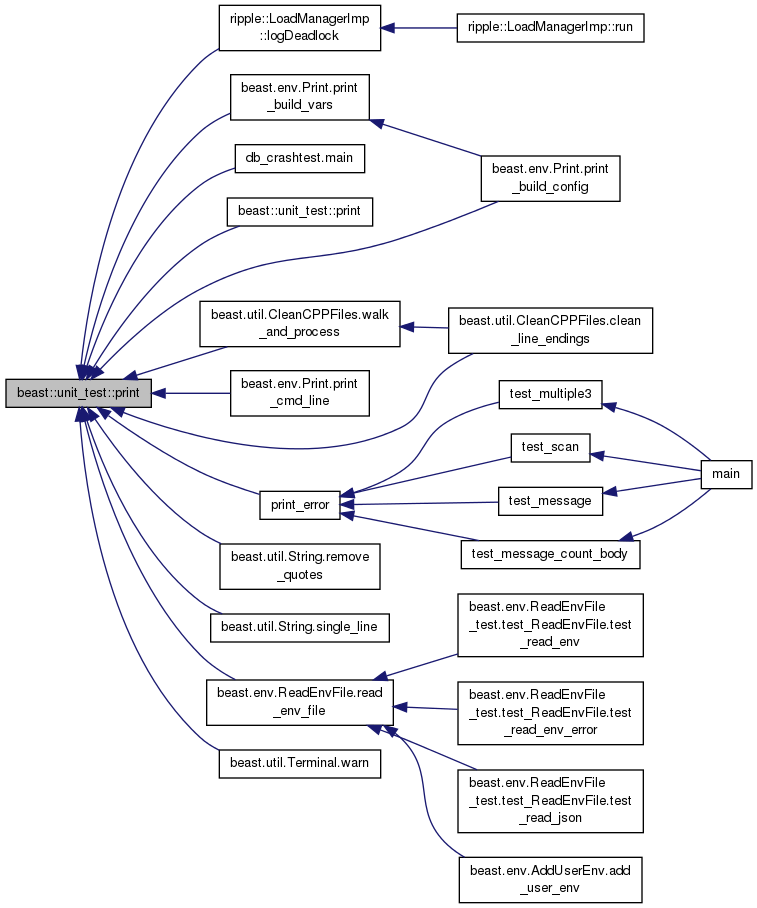 ripple::LoadManagerImp
::logDeadlock
ripple::LoadManagerImp::run
beast.env.Print.print
_build_vars
db_crashtest.main
beast.env.Print.print
_build_config
beast::unit_test::print
beast.util.CleanCPPFiles.walk
_and_process
beast.util.CleanCPPFiles.clean
_line_endings
beast::unit_test::print
beast.env.Print.print
_cmd_line
test_multiple3
test_scan
main
print_error
test_message
test_message_count_body
beast.util.String.remove
_quotes
beast.util.String.single_line
beast.env.ReadEnvFile
_test.test_ReadEnvFile.test
_read_env
beast.env.ReadEnvFile.read
_env_file
beast.env.ReadEnvFile
_test.test_ReadEnvFile.test
_read_env_error
beast.util.Terminal.warn
beast.env.ReadEnvFile
_test.test_ReadEnvFile.test
_read_json
beast.env.AddUserEnv.add
_user_env